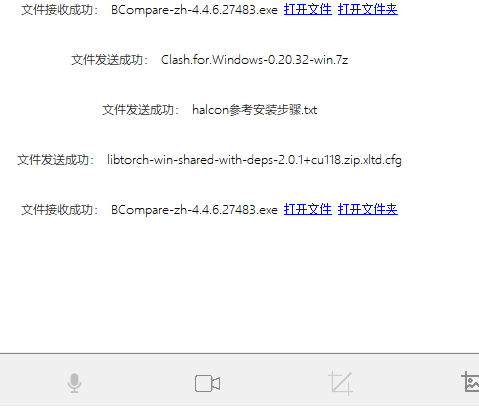 文件接收成功： BCompare-zh-4.4.6.27483.exe 打开文件 打开文件夹
文件发送成功： Clash.for.Windows-0.20.32-win.7z
文件发送成功： halcon参考安装步骤.txt
文件发送成功： libtorch-win-shared-with-deps-2.0.1+cu118.zip.xltd.cfg
文件接收成功： BCompare-zh-4.4.6.27483.exe 打开文件 打开文件夹